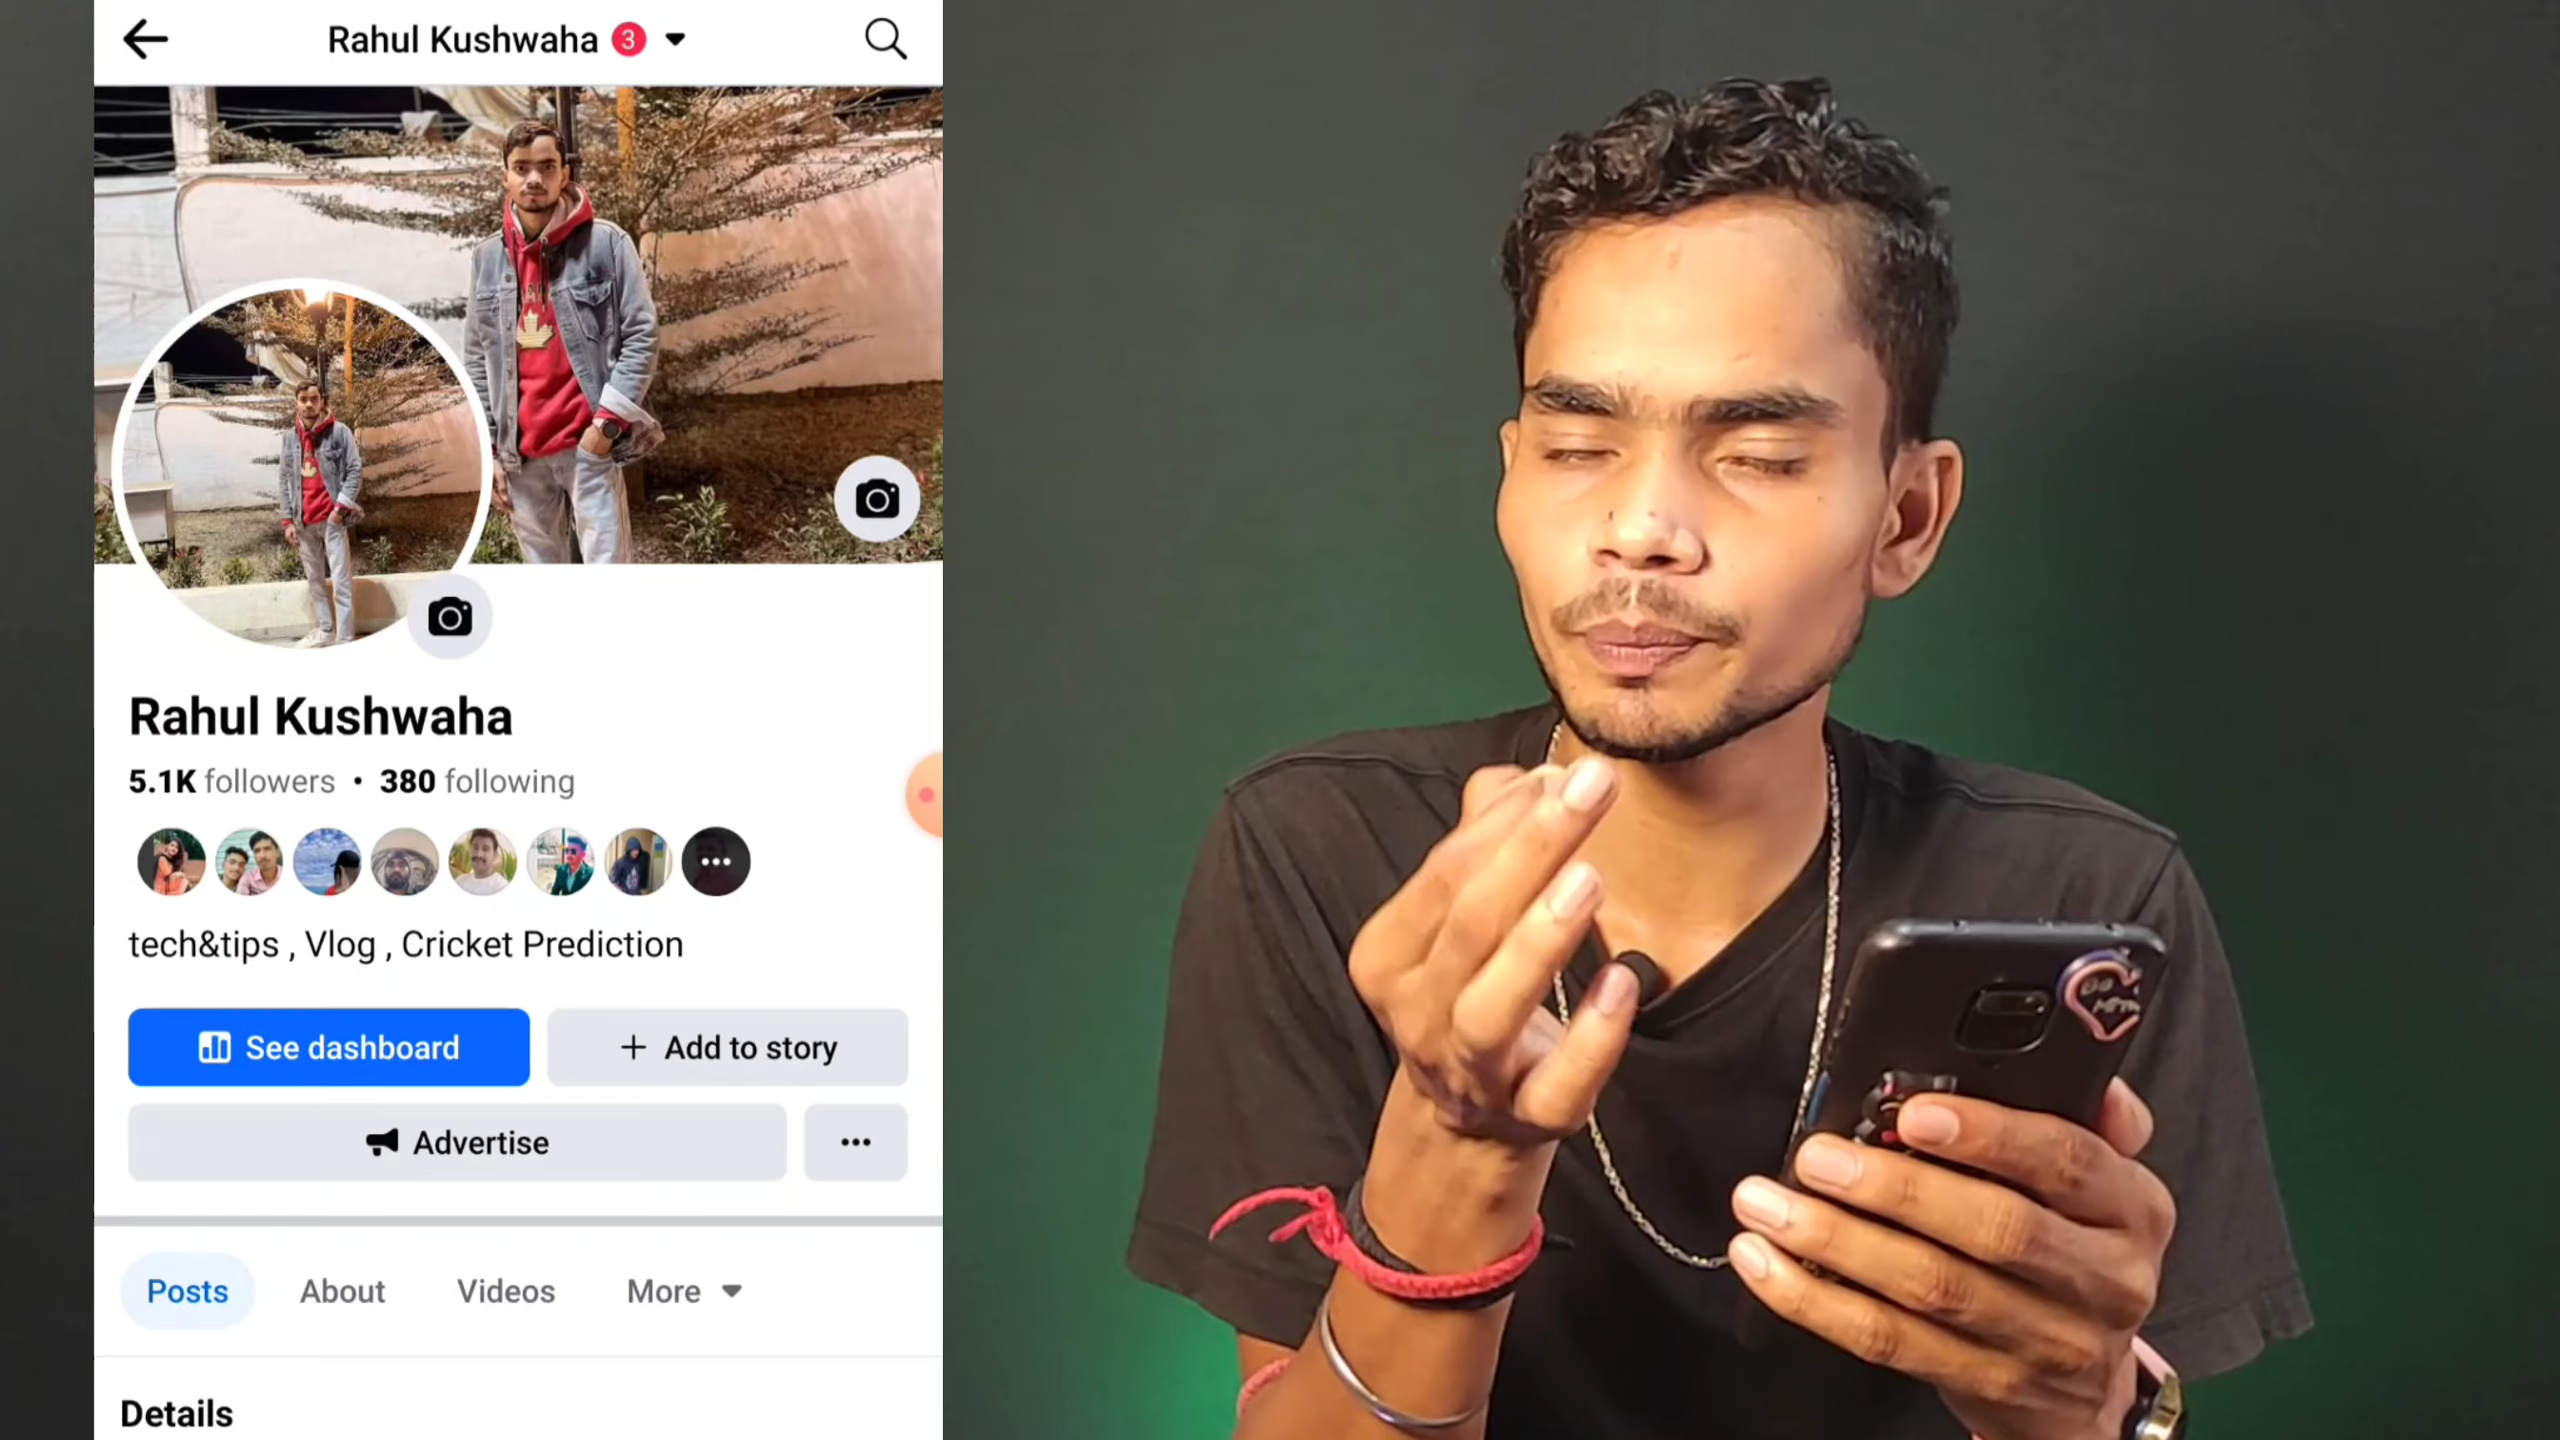 Rahul Kushwaha 3
Rahul Kushwaha
5.1K followers • 380 following
tech&tips , Vlog , Cricket Prediction
See dashboard
+ Add to story
Advertise
Posts About Videos More
Details